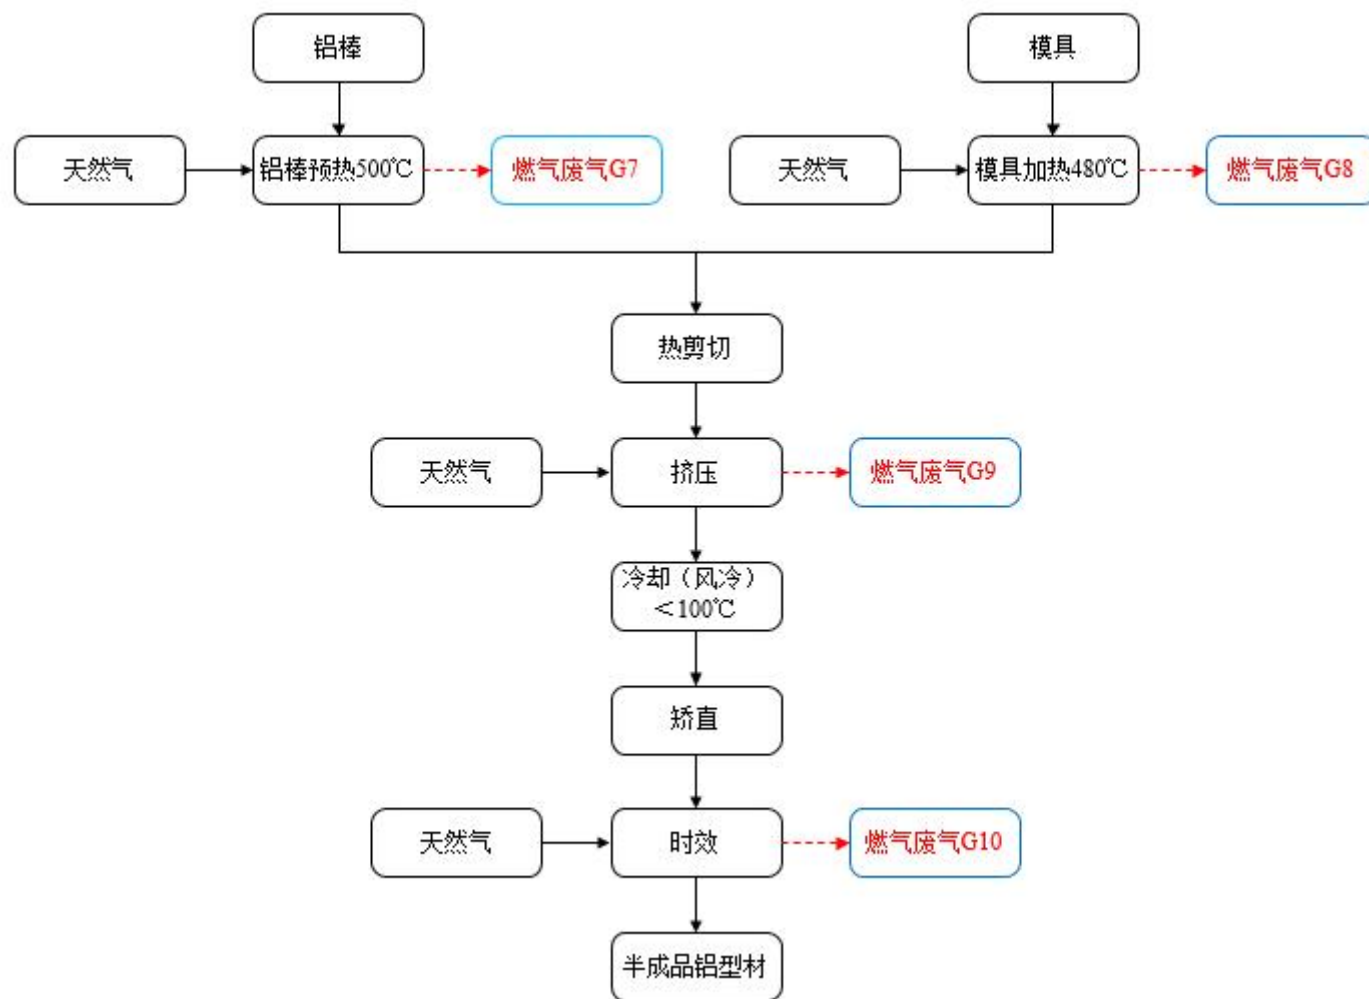 铝棒
模具
天然气
铝棒预热500℃
燃气废气G7
天然气
模具加热480℃
燃气废气G8
热剪切
天然气
挤压
燃气废气G9
冷却（风冷）
＜100℃
矫直
天然气
时效
燃气废气G10
半成品铝型材